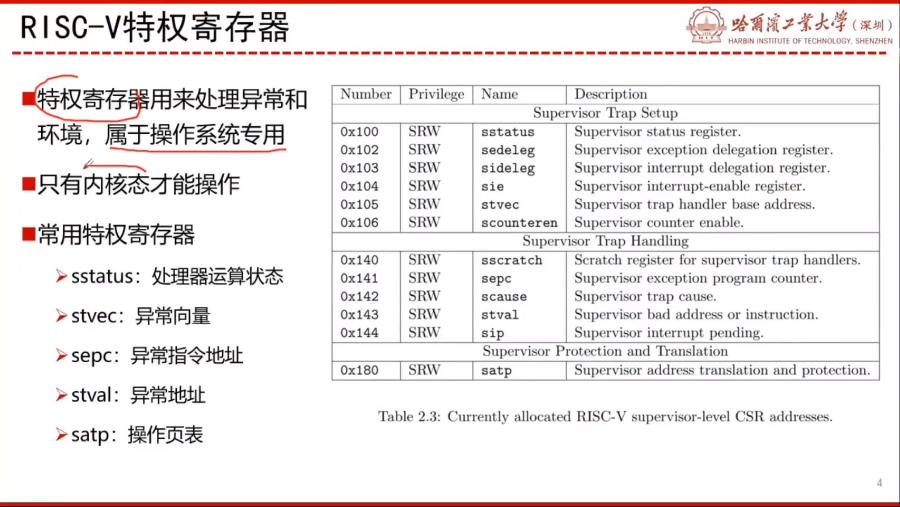 RISC-V特权寄存器
哈尔滨工业大学(深圳)
HARBIN INSTITUTE OF TECHNOLOGY, SHENZHEN
特权寄存器用来处理异常和
环境，属于操作系统专用
只有内核态才能操作
常用特权寄存器
sstatus：处理器运算状态
stvec：异常向量
sepc：异常指令地址
stval：异常地址
satp：操作页表
Number Privilege Name Description
Supervisor Trap Setup
0x100 SRW sstatus Supervisor status register.
0x102 SRW sedeleg Supervisor exception delegation register.
0x103 SRW sideleg Supervisor interrupt delegation register.
0x104 SRW sie Supervisor interrupt-enable register.
0x105 SRW stvec Supervisor trap handler base address.
0x106 SRW scounteren Supervisor counter enable.
Supervisor Trap Handling
0x140 SRW sscratch Scratch register for supervisor trap handlers.
0x141 SRW sepc Supervisor exception program counter.
0x142 SRW scause Supervisor trap cause.
0x143 SRW stval Supervisor bad address or instruction.
0x144 SRW sip Supervisor interrupt pending.
Supervisor Protection and Translation
0x180 SRW satp Supervisor address translation and protection.
Table 2.3: Currently allocated RISC-V supervisor-level CSR addresses.
4